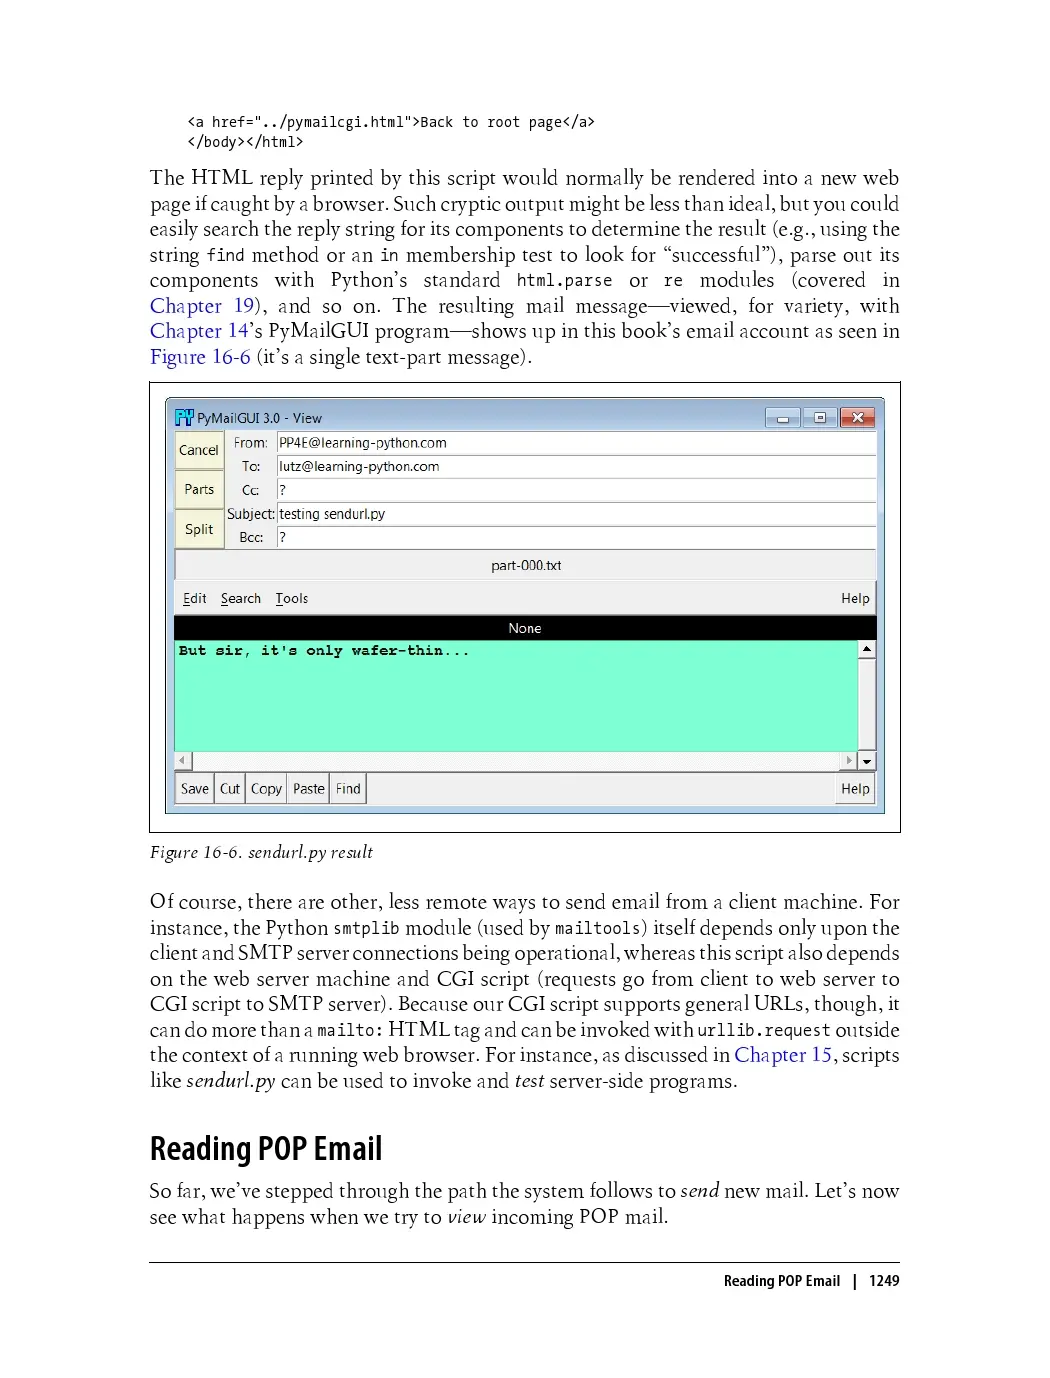 <a href="../pymailcgi.html">Back to root page</a>
</body></html>
The HTML reply printed by this script would normally be rendered into a new web
page if caught by a browser. Such cryptic output might be less than ideal, but you could
easily search the reply string for its components to determine the result (e.g., using the
string find method or an in membership test to look for “successful”), parse out its
components with Python’s standard html.parse or re modules (covered in
Chapter 19), and so on. The resulting mail message—viewed, for variety, with
Chapter 14’s PyMailGUI program—shows up in this book’s email account as seen in
Figure 16-6 (it’s a single text-part message).
PY PyMailGUI 3.0 - View
Cancel
From: PP4E@learning-python.com
To: lutz@learning-python.com
Parts
Cc: ?
Subject: testing sendurl.py
Split
Bcc: ?
part-000.txt
Edit Search Tools Help
None
But sir, it's only wafer-thin...
Save Cut Copy Paste Find Help
Figure 16-6. sendurl.py result
Of course, there are other, less remote ways to send email from a client machine. For
instance, the Python smtplib module (used by mailtools) itself depends only upon the
client and SMTP server connections being operational, whereas this script also depends
on the web server machine and CGI script (requests go from client to web server to
CGI script to SMTP server). Because our CGI script supports general URLs, though, it
can do more than a mailto: HTML tag and can be invoked with urllib.request outside
the context of a running web browser. For instance, as discussed in Chapter 15, scripts
like sendurl.py can be used to invoke and test server-side programs.
Reading POP Email
So far, we’ve stepped through the path the system follows to send new mail. Let’s now
see what happens when we try to view incoming POP mail.
Reading POP Email | 1249